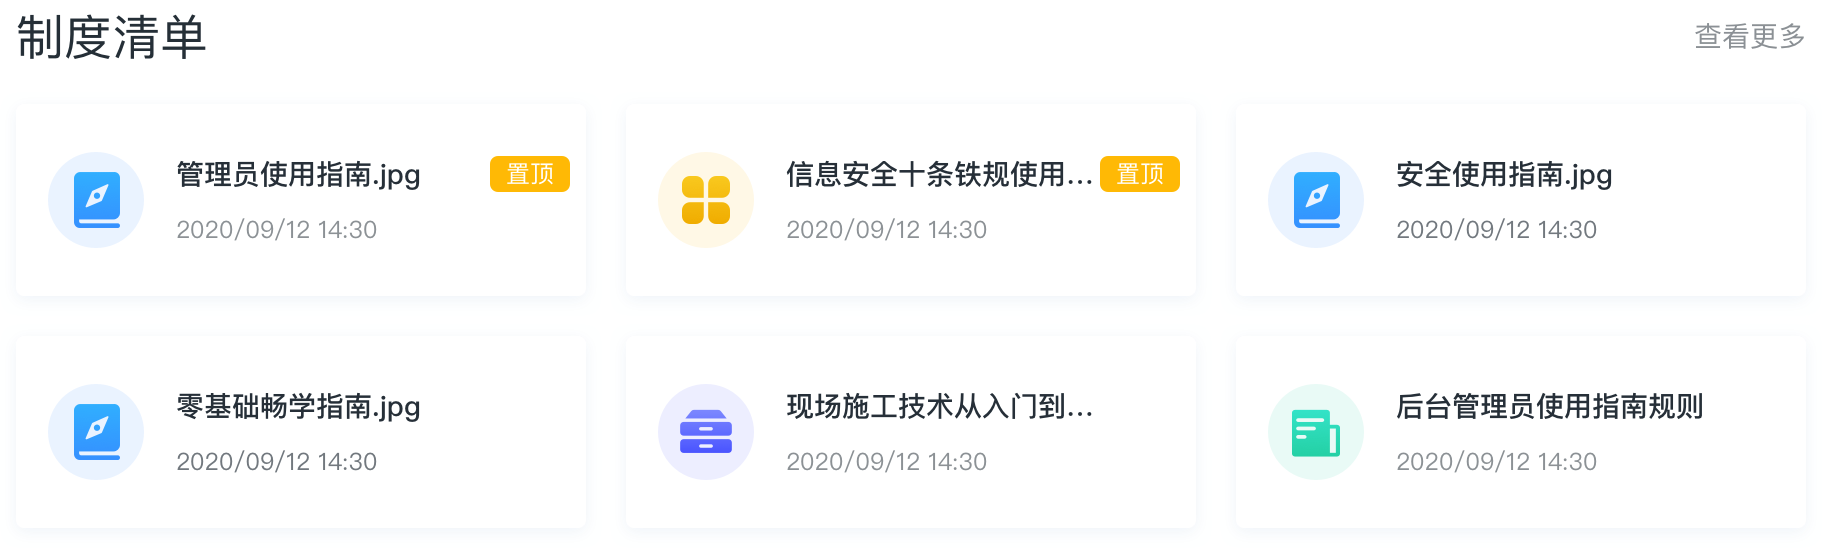 制度清单
查看更多
管理员使用指南.jpg
置顶
2020/09/12 14:30
信息安全十条铁规使用...
置顶
2020/09/12 14:30
安全使用指南.jpg
2020/09/12 14:30
零基础畅学指南.jpg
2020/09/12 14:30
现场施工技术从入门到...
2020/09/12 14:30
后台管理员使用指南规则
2020/09/12 14:30